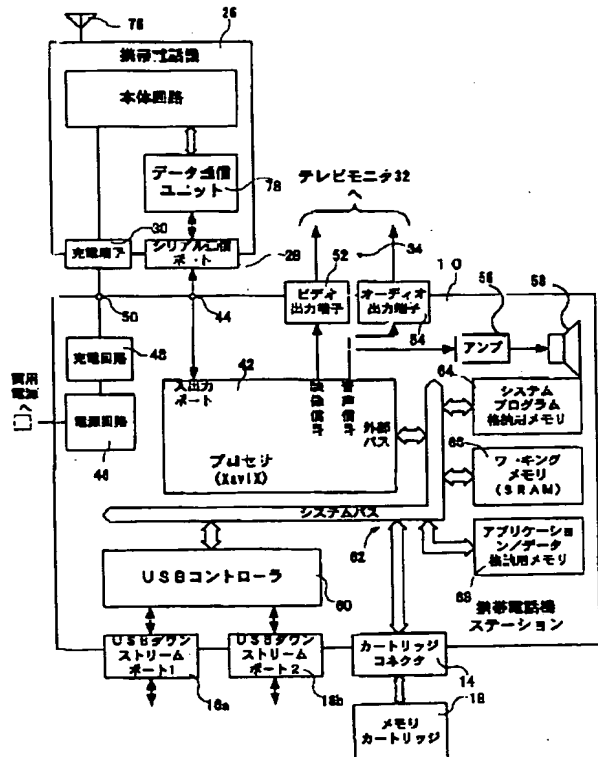 76
26
携帯電話機
本体回路
データ通信
ユニット
78
テレビモニタ32
へ
30
充電端子
シリアル通信
ポート
28
52
34
ビデオ
出力端子
オーディオ
出力端子
10
56
58
50
44
54
アンプ
充電回路
48
42
入出力
ポート
映像信号
音声信号
外部
バス
64
システム
プログラム
格納用メモリ
商用
電源へ
電源回路
46
プロセッサ
(XaviX)
66
ワーキング
メモリ
(SRAM)
システムバス
62
アプリケーション
ョン/データ
格納用メモリ
68
USBコントローラ
60
携帯電話機
ステーション
USBダウン
ストリーム
ポート1
USBダウン
ストリーム
ポート2
カートリッジ
コネクタ
16a
16b
14
18
メモリ
カートリッジ